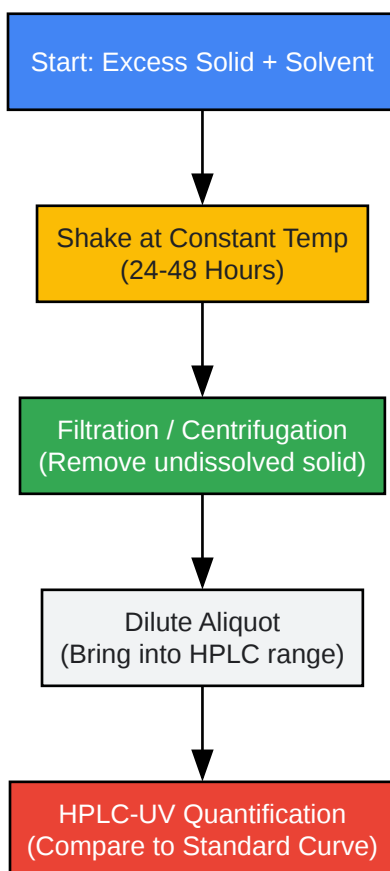 Start: Excess Solid + Solvent
Shake at Constant Temp
(24-48 Hours)
Filtration / Centrifugation
(Remove undissolved solid)
Dilute Aliquot
(Bring into HPLC range)
HPLC-UV Quantification
(Compare to Standard Curve)